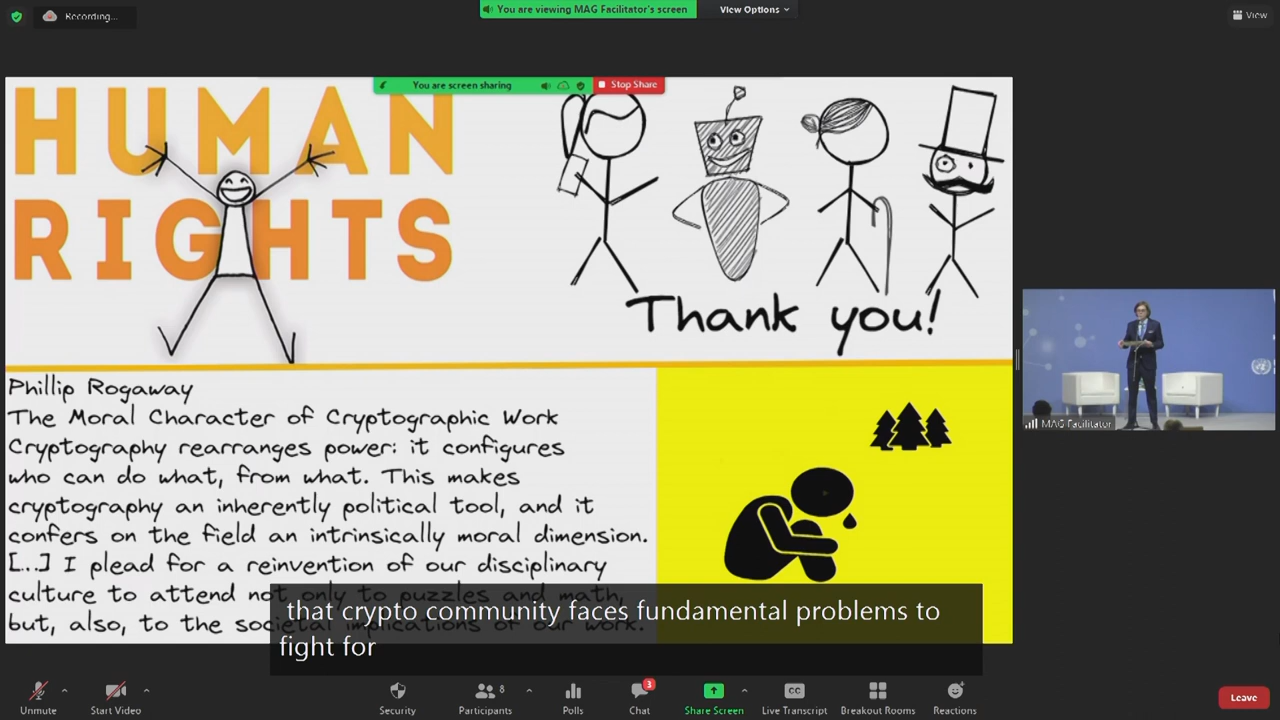 Recording...
You are viewing MAG Facilitator's screen
View Options
View
You are screen sharing
Stop Share
HUMAN
RIGHTS
Thank you!
Phillip Rogaway
The Moral Character of Cryptographic Work
Cryptography rearranges power: it configures
who can do what, from what. This makes
cryptography an inherently political tool, and it
confers on the field an intrinsically moral dimension.
[...] I plead for a reinvention of our disciplinary
culture to attend not only to puzzles and math,
but, also, to the societal implications of our work.
that crypto community faces fundamental problems to
fight for
MAG Facilitator
Unmute
Start Video
Security
Participants
8
Polls
Chat
3
Share Screen
CC
Live Transcript
Breakout Rooms
Reactions
Leave